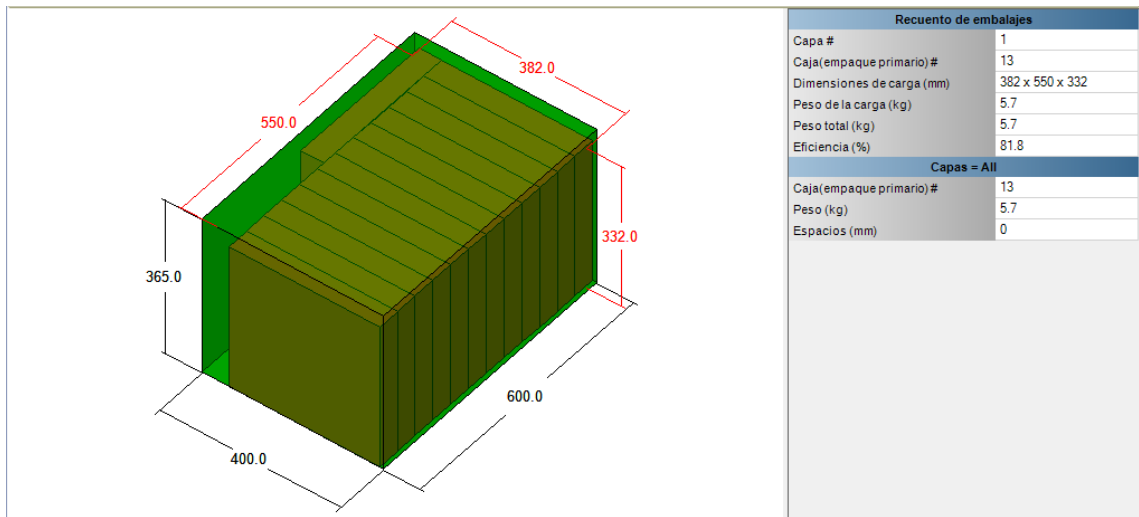 382.0
550.0
332.0
365.0
600.0
400.0
Recuento de embalajes
Capa # 1
Caja(empaque primario) # 13
Dimensiones de carga (mm) 382 x 550 x 332
Peso de la carga (kg) 5.7
Peso total (kg) 5.7
Eficiencia (%) 81.8
Capas = All
Caja(empaque primario) # 13
Peso (kg) 5.7
Espacios (mm) 0